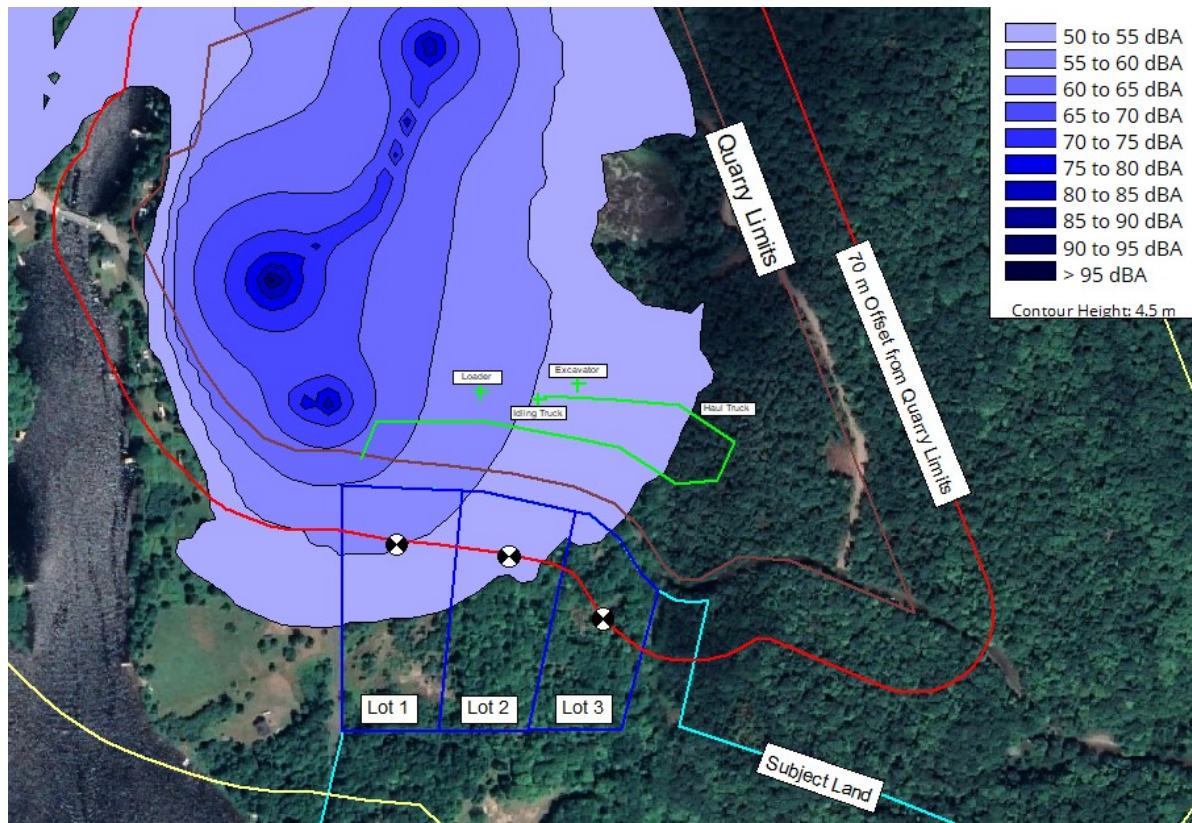 50 to 55 dBA
55 to 60 dBA
60 to 65 dBA
65 to 70 dBA
70 to 75 dBA
75 to 80 dBA
80 to 85 dBA
85 to 90 dBA
90 to 95 dBA
> 95 dBA
Contour Height: 4.5 m
Quarry Limits
70 m Offset from Quarry Limits
Loader
Excavator
Idling Truck
Haul Truck
Lot 1
Lot 2
Lot 3
Subject Land